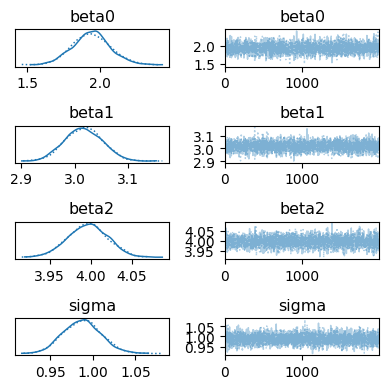 beta0 beta0
2.0
1.5
1.5 2.0 0 1000
beta1 beta1
3.1
3.0
2.9
2.9 3.0 3.1 0 1000
beta2 beta2
4.05
4.00
3.95
3.95 4.00 4.05 0 1000
sigma sigma
1.05
1.00
0.95
0.95 1.00 1.05 0 1000